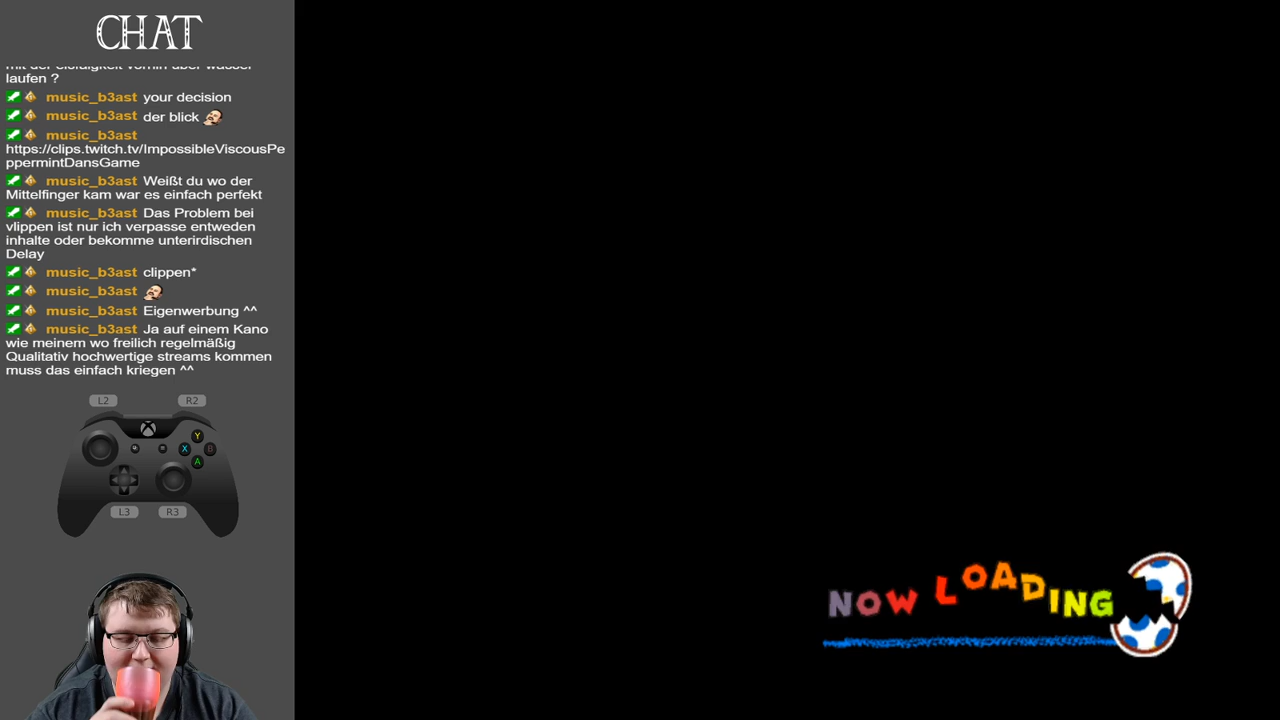 CHAT
laufen ?
music_b3ast your decision
music_b3ast der blick
music_b3ast
https://clips.twitch.tv/ImpossibleViscousPe
ppermintDansGame
music_b3ast Weißt du wo der
Mittelfinger kam war es einfach perfekt
music_b3ast Das Problem bei
vlippen ist nur ich verpasse entweden
inhalte oder bekomme unterirdischen
Delay
music_b3ast clippen*
music_b3ast
music_b3ast Eigenwerbung ^^
music_b3ast Ja auf einem Kano
wie meinem wo freilich regelmäßig
Qualitativ hochwertige streams kommen
muss das einfach kriegen ^^
L2 R2
Y
X B
A
L3 R3
NOW LOADING